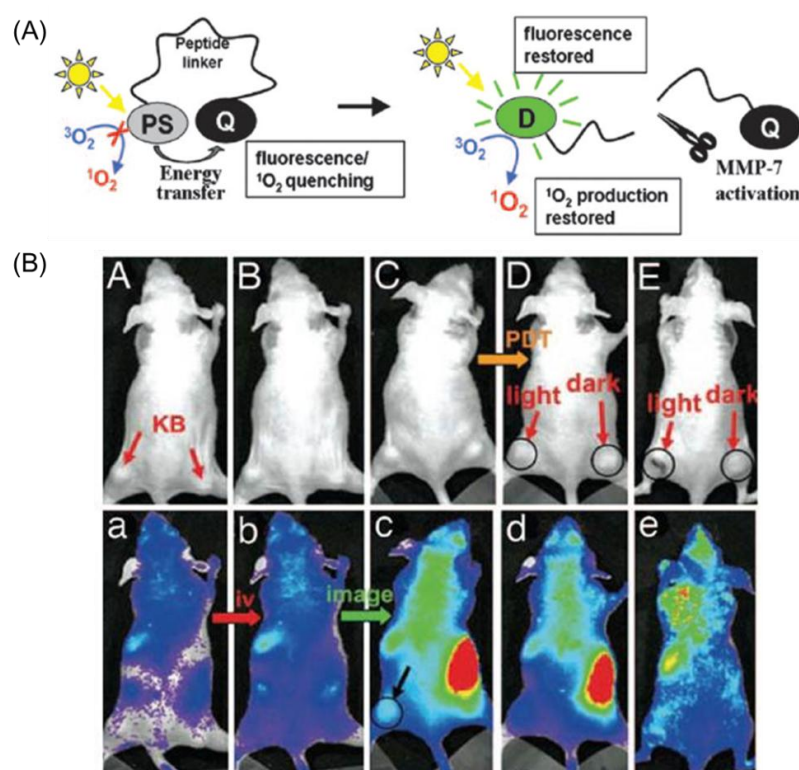 (A)
Peptide
linker
PS
Q
³O₂
¹O₂
Energy
transfer
fluorescence/
¹O₂ quenching
fluorescence
restored
D
³O₂
¹O₂
¹O₂ production
restored
Q
MMP-7
activation
(B)
A
B
C
D
E
KB
PDT
light
dark
light
dark
a
b
c
d
e
iv
image